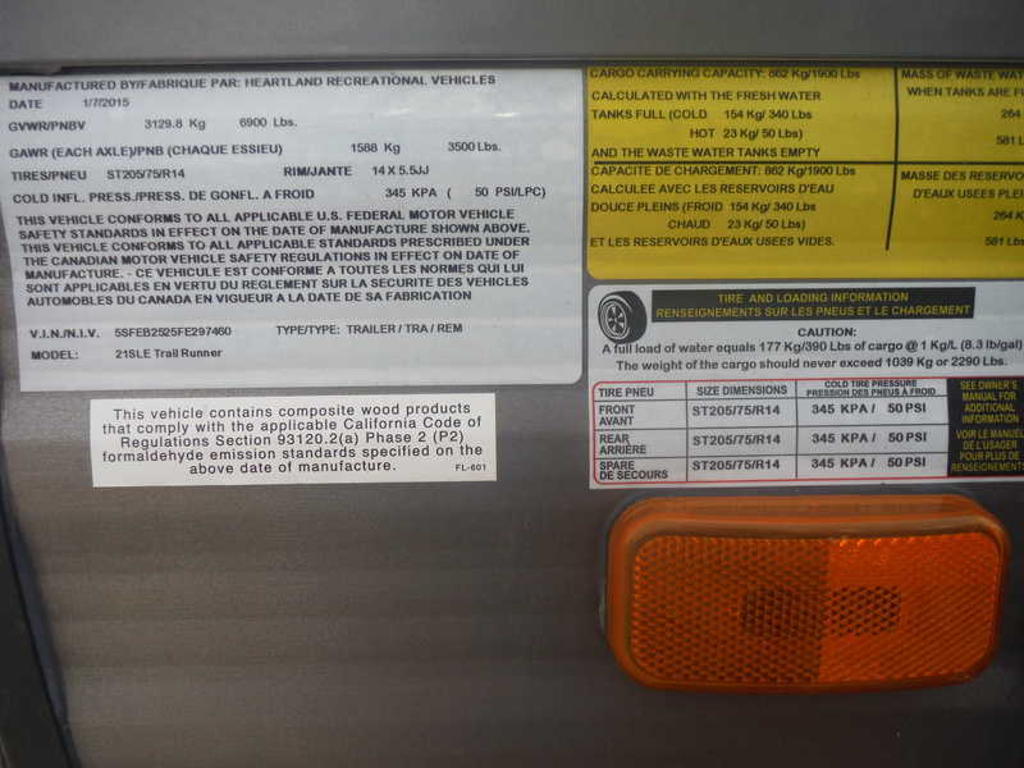 MANUFACTURED BY/FABRIQUE PAR: HEARTLAND RECREATIONAL VEHICLES
DATE 1/7/2015
GVWR/PNBV 3129.8 Kg 6900 Lbs.
GAWR (EACH AXLE)/PNB (CHAQUE ESSIEU) 1588 Kg 3500 Lbs.
TIRES/PNEU ST205/75/R14 RIM/JANTE 14 X 5.5JJ
COLD INFL. PRESS./PRESS. DE GONFL. A FROID 345 KPA ( 50 PSI/LPC)
THIS VEHICLE CONFORMS TO ALL APPLICABLE U.S. FEDERAL MOTOR VEHICLE
SAFETY STANDARDS IN EFFECT ON THE DATE OF MANUFACTURE SHOWN ABOVE.
THIS VEHICLE CONFORMS TO ALL APPLICABLE STANDARDS PRESCRIBED UNDER
THE CANADIAN MOTOR VEHICLE SAFETY REGULATIONS IN EFFECT ON DATE OF
MANUFACTURE. - CE VEHICULE EST CONFORME A TOUTES LES NORMES QUI LUI
SONT APPLICABLES EN VERTU DU REGLEMENT SUR LA SECURITE DES VEHICLES
AUTOMOBILES DU CANADA EN VIGUEUR A LA DATE DE SA FABRICATION
V.I.N./N.I.V. 5SFEB2525FE297460 TYPE/TYPE: TRAILER / TRA / REM
MODEL: 21SLE Trail Runner
This vehicle contains composite wood products
that comply with the applicable California Code of
Regulations Section 93120.2(a) Phase 2 (P2)
formaldehyde emission standards specified on the
above date of manufacture. FL-601
CARGO CARRYING CAPACITY: 862 Kg/1900 Lbs
CALCULATED WITH THE FRESH WATER
TANKS FULL (COLD 154 Kg/ 340 Lbs
HOT 23 Kg/ 50 Lbs)
AND THE WASTE WATER TANKS EMPTY
CAPACITE DE CHARGEMENT: 862 Kg/1900 Lbs
CALCULEE AVEC LES RESERVOIRS D'EAU
DOUCE PLEINS (FROID 154 Kg/ 340 Lbs
CHAUD 23 Kg/ 50 Lbs)
ET LES RESERVOIRS D'EAUX USEES VIDES.
MASS OF WASTE
WHEN TANKS ARE
264
581
MASSE DES
D'EAUX USEES
264
581 Lbs
TIRE AND LOADING INFORMATION
RENSEIGNEMENTS SUR LES PNEUS ET LE CHARGEMENT
CAUTION:
A full load of water equals 177 Kg/390 Lbs of cargo @ 1 Kg/L (8.3 lb/gal)
The weight of the cargo should never exceed 1039 Kg or 2290 Lbs.
TIRE PNEU SIZE DIMENSIONS COLD TIRE PRESSURE
PRESSION DES PNEUS À FROID
FRONT
AVANT ST205/75/R14 345 KPA / 50 PSI
REAR
ARRIÈRE ST205/75/R14 345 KPA / 50 PSI
SPARE
DE SECOURS ST205/75/R14 345 KPA / 50 PSI
SEE OWNER'S
MANUAL FOR
ADDITIONAL
INFORMATION
VOIR LE MANUEL
DE L'USAGER
POUR PLUS DE
RENSEIGNEMENTS